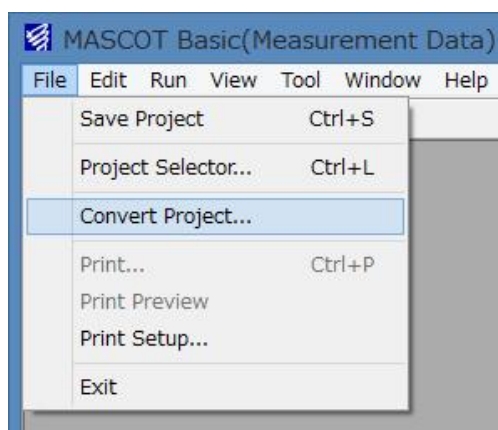 MASCOT Basic(Measurement Data)
File Edit Run View Tool Window Help
Save Project Ctrl+S
Project Selector... Ctrl+L
Convert Project...
Print... Ctrl+P
Print Preview
Print Setup...
Exit